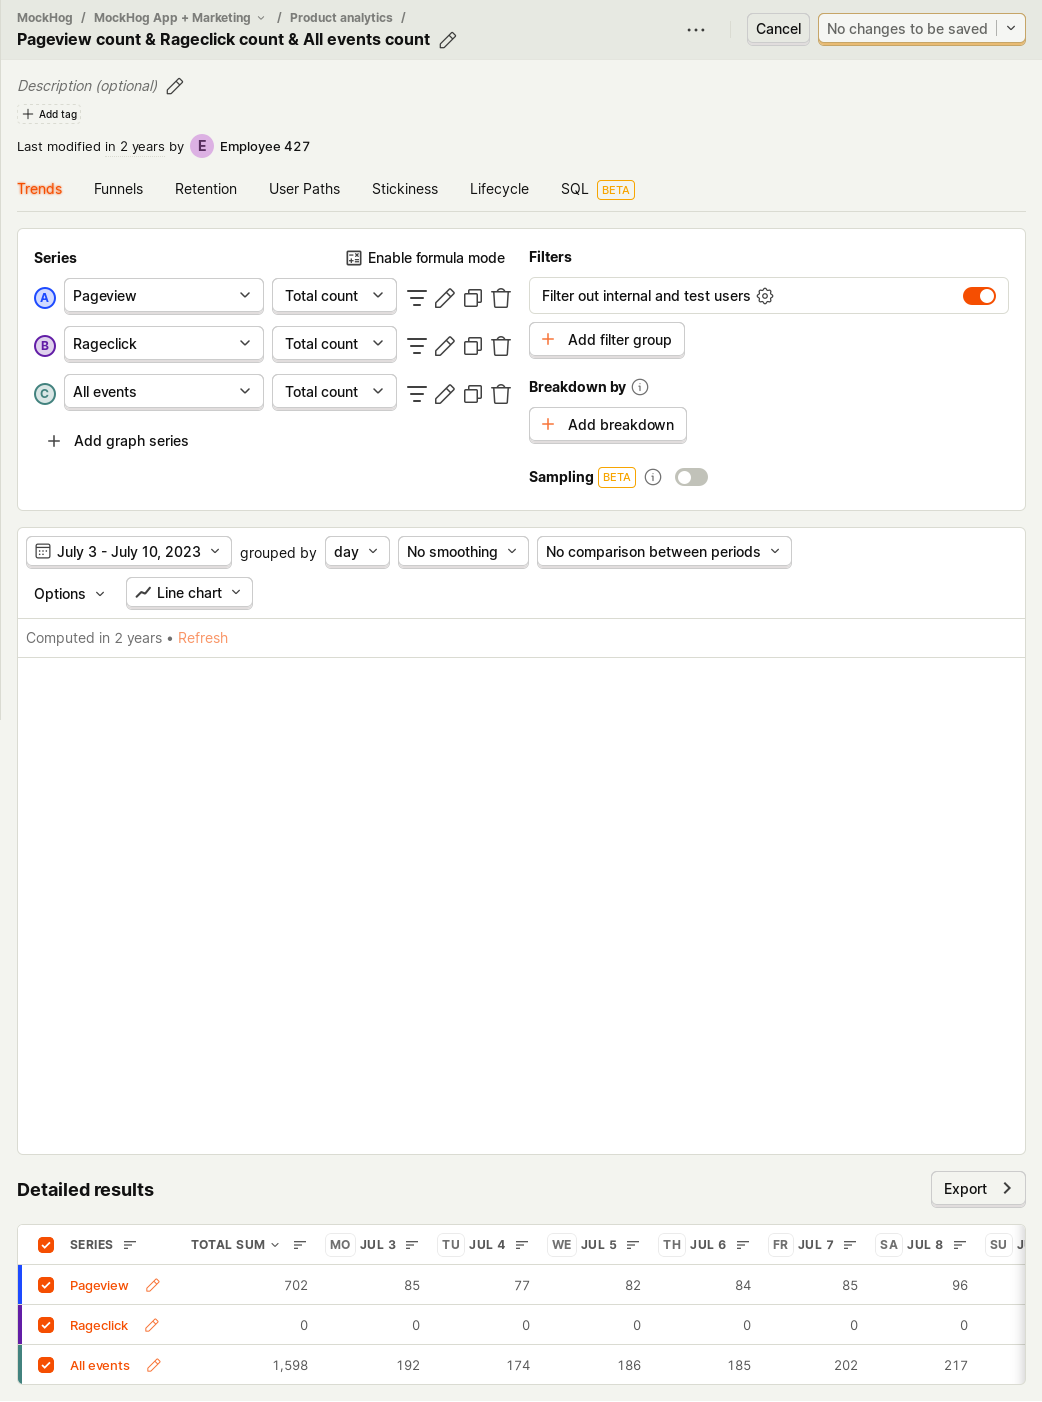 MockHog / MockHog App + Marketing / Product analytics /
Pageview count & Rageclick count & All events count
Cancel
No changes to be saved
Description (optional)
Add tag
Last modified in 2 years by E Employee 427
Trends Funnels Retention User Paths Stickiness Lifecycle SQL BETA
Series
Enable formula mode
A Pageview Total count
B Rageclick Total count
C All events Total count
Add graph series
Filters
Filter out internal and test users
Add filter group
Breakdown by
Add breakdown
Sampling BETA
July 3 - July 10, 2023 grouped by day No smoothing No comparison between periods
Options Line chart
Computed in 2 years • Refresh
Detailed results
Export
SERIES TOTAL SUM MO JUL 3 TU JUL 4 WE JUL 5 TH JUL 6 FR JUL 7 SA JUL 8 SU
Pageview 702 85 77 82 84 85 96
Rageclick 0 0 0 0 0 0 0
All events 1,598 192 174 186 185 202 217